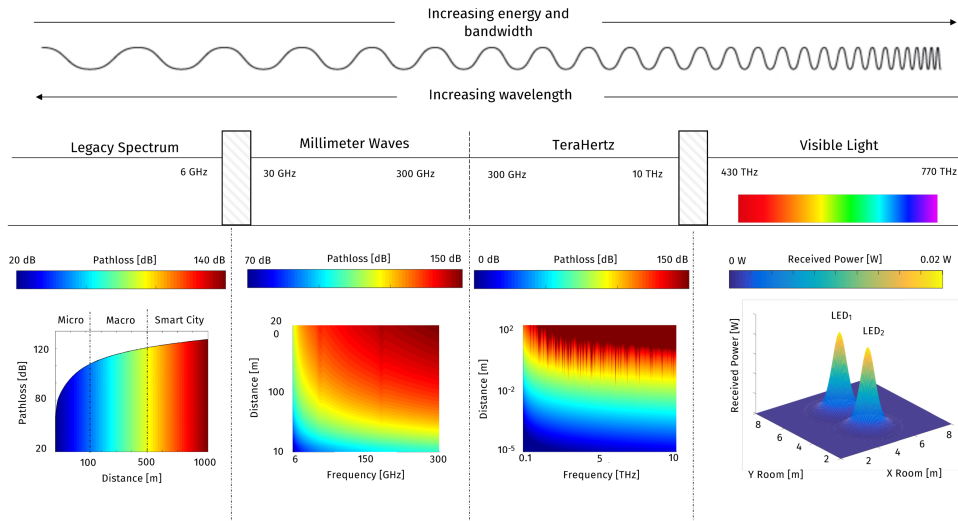 Increasing energy and
bandwidth
Increasing wavelength
Legacy Spectrum
Millimeter Waves
TeraHertz
Visible Light
6 GHz
30 GHz
300 GHz
300 GHz
10 THz
430 THz
770 THz
20 dB
Pathloss [dB]
140 dB
70 dB
Pathloss [dB]
150 dB
0 dB
Pathloss [dB]
150 dB
0 W
Received Power [W]
0.02 W
Micro
Macro
Smart City
Pathloss [dB]
120
80
20
100
500
1000
Distance [m]
Distance [m]
20
0
100
10
6
150
300
Frequency [GHz]
Distance [m]
10²
10⁻²
10⁻⁵
0.1
5
10
Frequency [THz]
Received Power [W]
LED₁
LED₂
8
6
4
2
2
4
6
8
Y Room [m]
X Room [m]